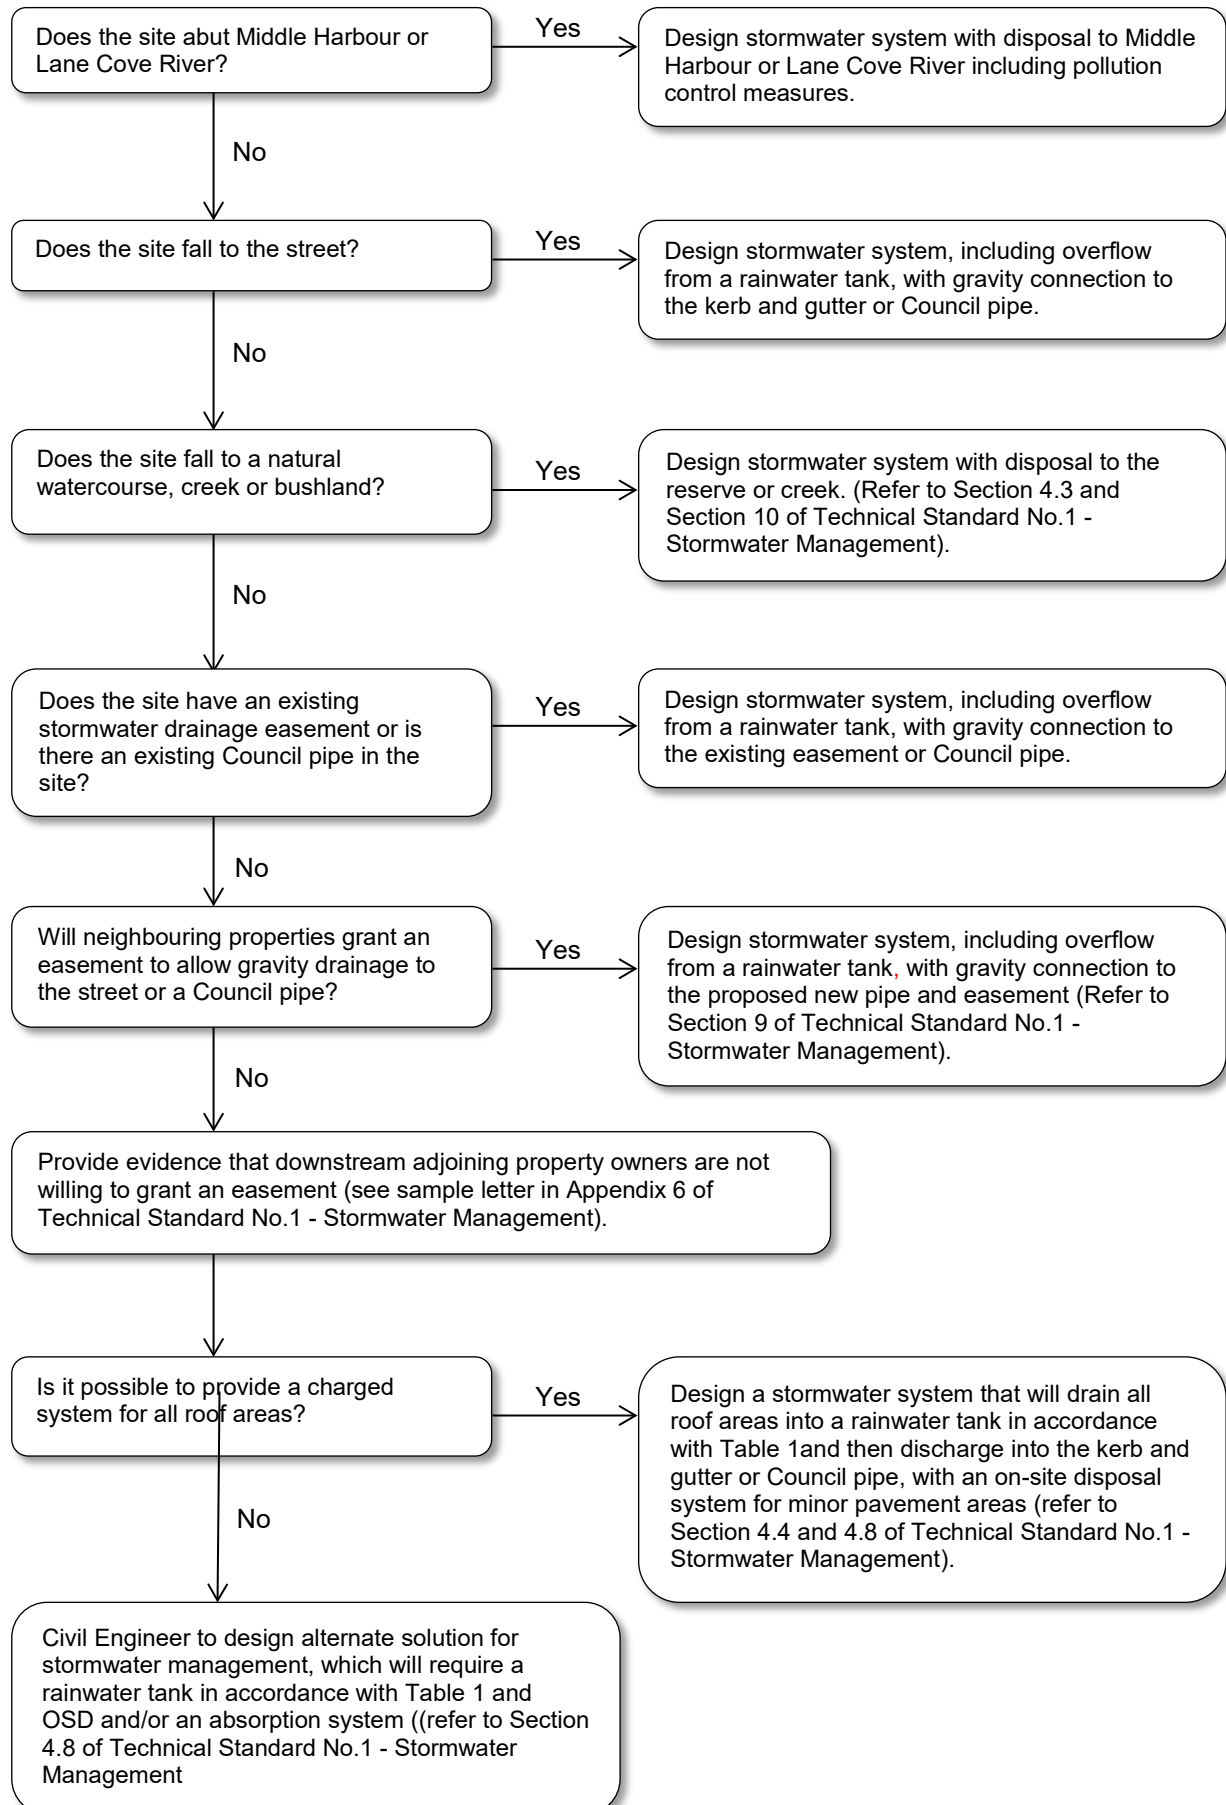 Does the site abut Middle Harbour or
Lane Cove River?
Yes
Design stormwater system with disposal to Middle
Harbour or Lane Cove River including pollution
control measures.
No
Does the site fall to the street?
Yes
Design stormwater system, including overflow
from a rainwater tank, with gravity connection to
the kerb and gutter or Council pipe.
No
Does the site fall to a natural
watercourse, creek or bushland?
Yes
Design stormwater system with disposal to the
reserve or creek. (Refer to Section 4.3 and
Section 10 of Technical Standard No.1 -
Stormwater Management).
No
Does the site have an existing
stormwater drainage easement or is
there an existing Council pipe in the
site?
Yes
Design stormwater system, including overflow
from a rainwater tank, with gravity connection to
the existing easement or Council pipe.
No
Will neighbouring properties grant an
easement to allow gravity drainage to
the street or a Council pipe?
Yes
Design stormwater system, including overflow
from a rainwater tank, with gravity connection to
the proposed new pipe and easement (Refer to
Section 9 of Technical Standard No.1 -
Stormwater Management).
No
Provide evidence that downstream adjoining property owners are not
willing to grant an easement (see sample letter in Appendix 6 of
Technical Standard No.1 - Stormwater Management).
Is it possible to provide a charged
system for all roof areas?
Yes
Design a stormwater system that will drain all
roof areas into a rainwater tank in accordance
with Table 1and then discharge into the kerb and
gutter or Council pipe, with an on-site disposal
system for minor pavement areas (refer to
Section 4.4 and 4.8 of Technical Standard No.1 -
Stormwater Management).
No
Civil Engineer to design alternate solution for
stormwater management, which will require a
rainwater tank in accordance with Table 1 and
OSD and/or an absorption system ((refer to Section
4.8 of Technical Standard No.1 - Stormwater
Management